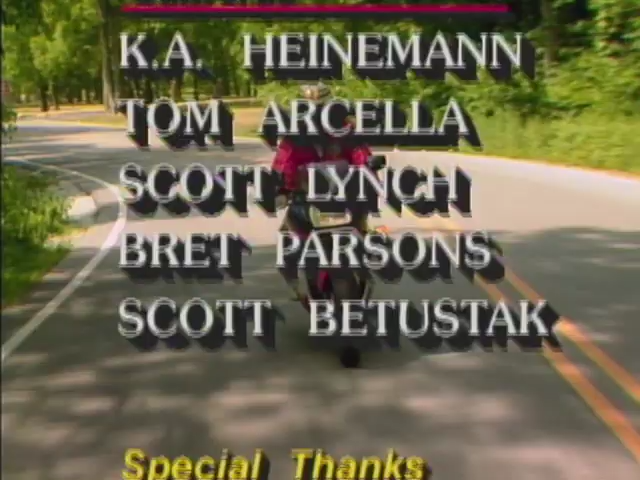 K.A. HEINEMANN
TOM ARCELLA
SCOTT LYNCH
BRET PARSONS
SCOTT BETUSTAK
Special Thanks